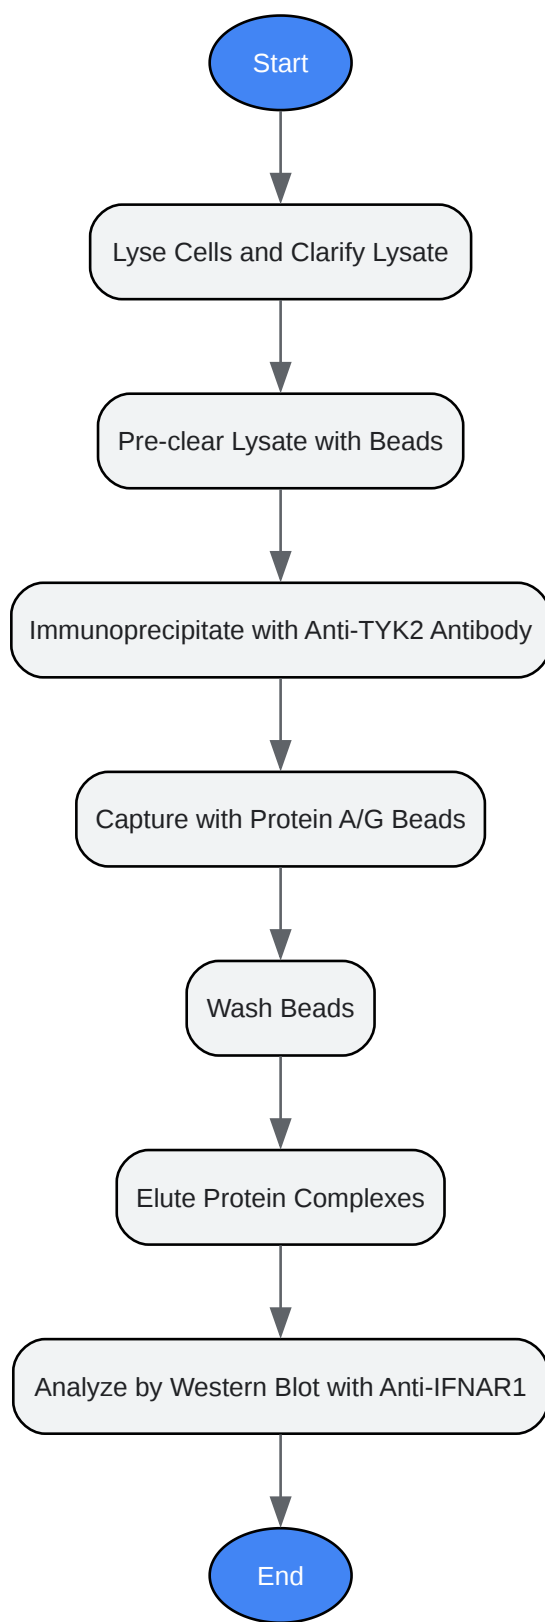 Start
Lyse Cells and Clarify Lysate
Pre-clear Lysate with Beads
Immunoprecipitate with Anti-TYK2 Antibody
Capture with Protein A/G Beads
Wash Beads
Elute Protein Complexes
Analyze by Western Blot with Anti-IFNAR1
End